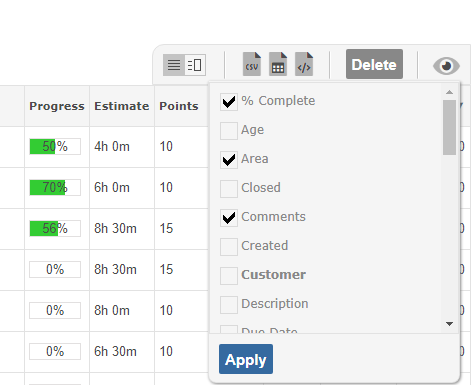 CSV
</>
Delete
Progress Estimate Points
% Complete
50% 4h 0m 10
Age
Area
70% 6h 0m 10
Closed
Comments
56% 8h 30m 15
Created
0% 8h 30m 15
Customer
Description
0% 8h 0m 10
Due Date
0% 6h 30m 10
Apply